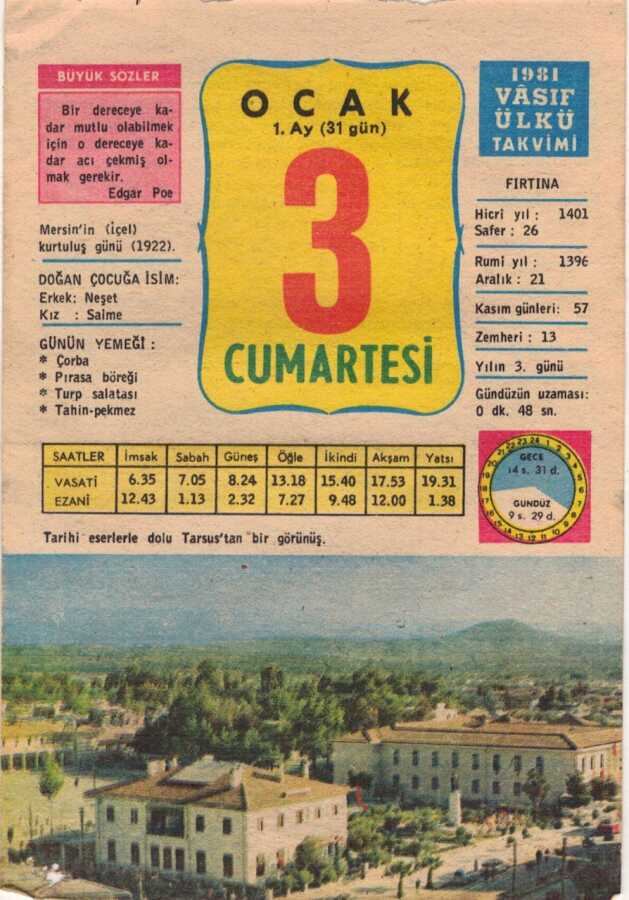 BÜYÜK SÖZLER
Bir dereceye ka-
dar mutlu olabilmek
için o dereceye ka-
dar acı çekmiş ol-
mak gerekir.
Edgar Poe
Mersin'in (İçel)
kurtuluş günü (1922).
DOĞAN ÇOCUĞA İSİM:
Erkek: Neşet
Kız : Saime
GÜNÜN YEMEĞİ :
* Çorba
* Pırasa böreği
* Turp salatası
* Tahin-pekmez
OCAK
1. Ay (31 gün)
3
CUMARTESİ
1981
VÂSIF
ÜLKÜ
TAKVİMİ
FIRTINA
Hicri yıl : 1401
Safer : 26
Rumi yıl : 1396
Aralık : 21
Kasım günleri: 57
Zemheri : 13
Yılın 3. günü
Gündüzün uzaması:
0 dk. 48 sn.
SAATLER İmsak Sabah Güneş Öğle İkindi Akşam Yatsı
VASATİ 6.35 7.05 8.24 13.18 15.40 17.53 19.31
EZANİ 12.43 1.13 2.32 7.27 9.48 12.00 1.38
GECE
14 s. 31 d.
GÜNDÜZ
9 s. 29 d.
Tarihi eserlerle dolu Tarsus'tan bir görünüş.